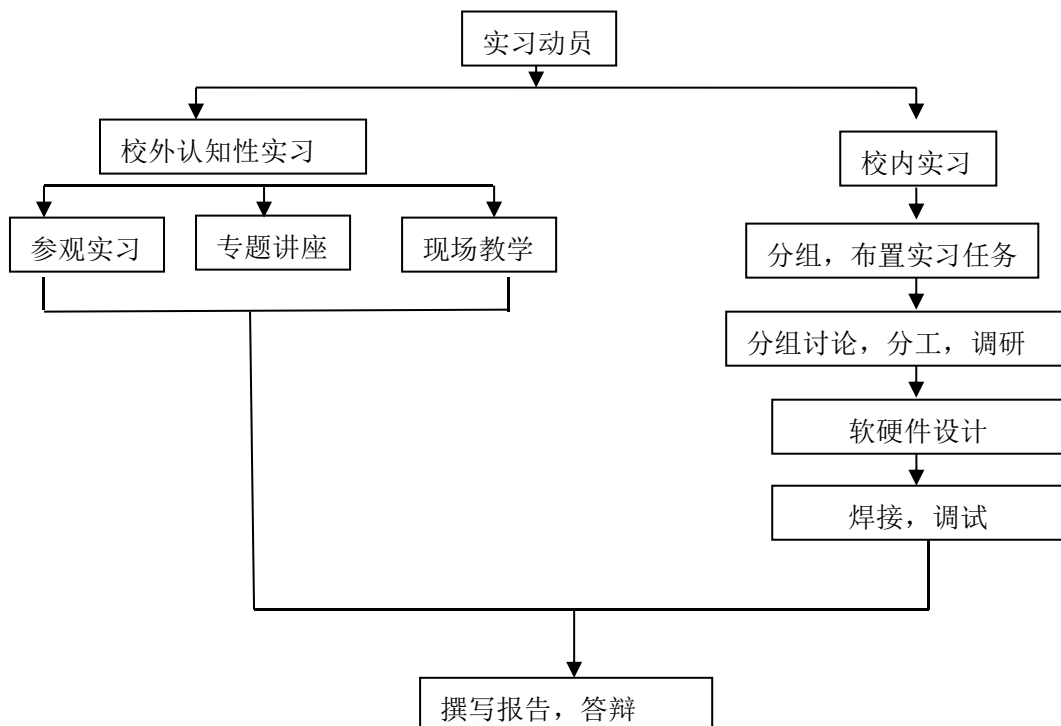 实习动员
校外认知性实习
校内实习
参观实习
专题讲座
现场教学
分组，布置实习任务
分组讨论，分工，调研
软硬件设计
焊接，调试
撰写报告，答辩